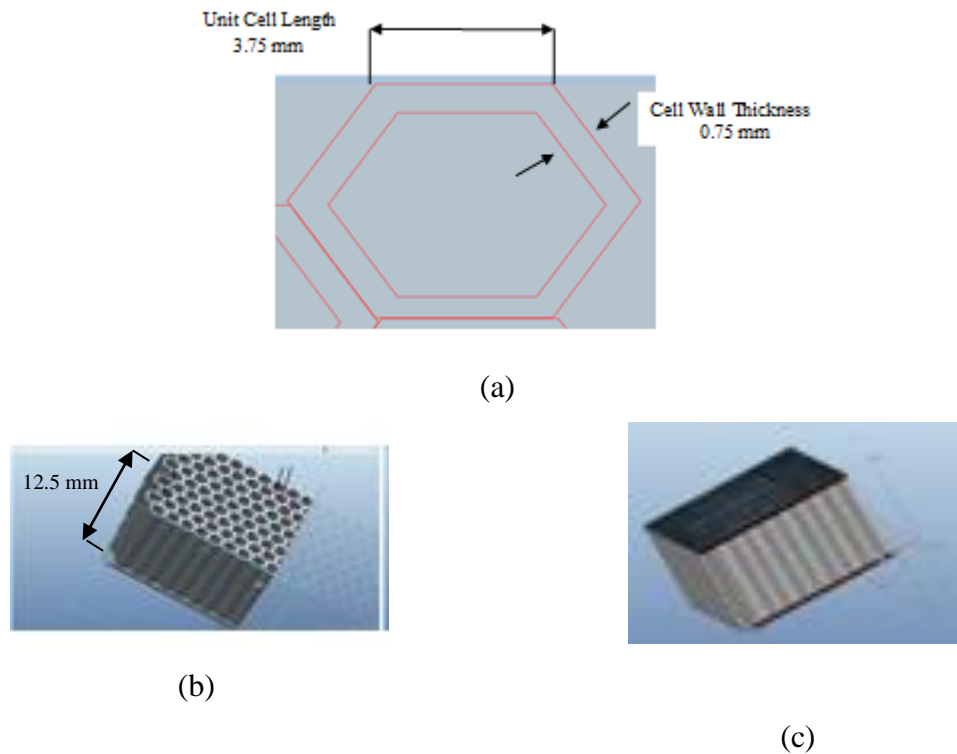 Unit Cell Length
3.75 mm
Cell Wall Thickness
0.75 mm
(a)
12.5 mm
(b)
(c)